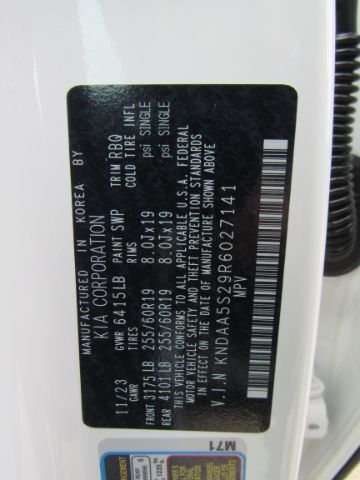 MANUFACTURED IN KOREA BY
KIA CORPORATION
11/23 GVWR 6415LB PAINT SWP TRIM RBQ
GAWR TIRES RIMS COLD TIRE INFL
FRONT 3175LB 255/60R19 8.0Jx19 psi SINGLE
REAR 4101LB 255/60R19 8.0Jx19 psi SINGLE
THIS VEHICLE CONFORMS TO ALL APPLICABLE U.S.A. FEDERAL
MOTOR VEHICLE SAFETY AND THEFT PREVENTION STANDARDS IN
EFFECT ON THE DATE OF MANUFACTURE SHOWN ABOVE.
V.I.N KNDAA5S29R6027141
MPV
M71